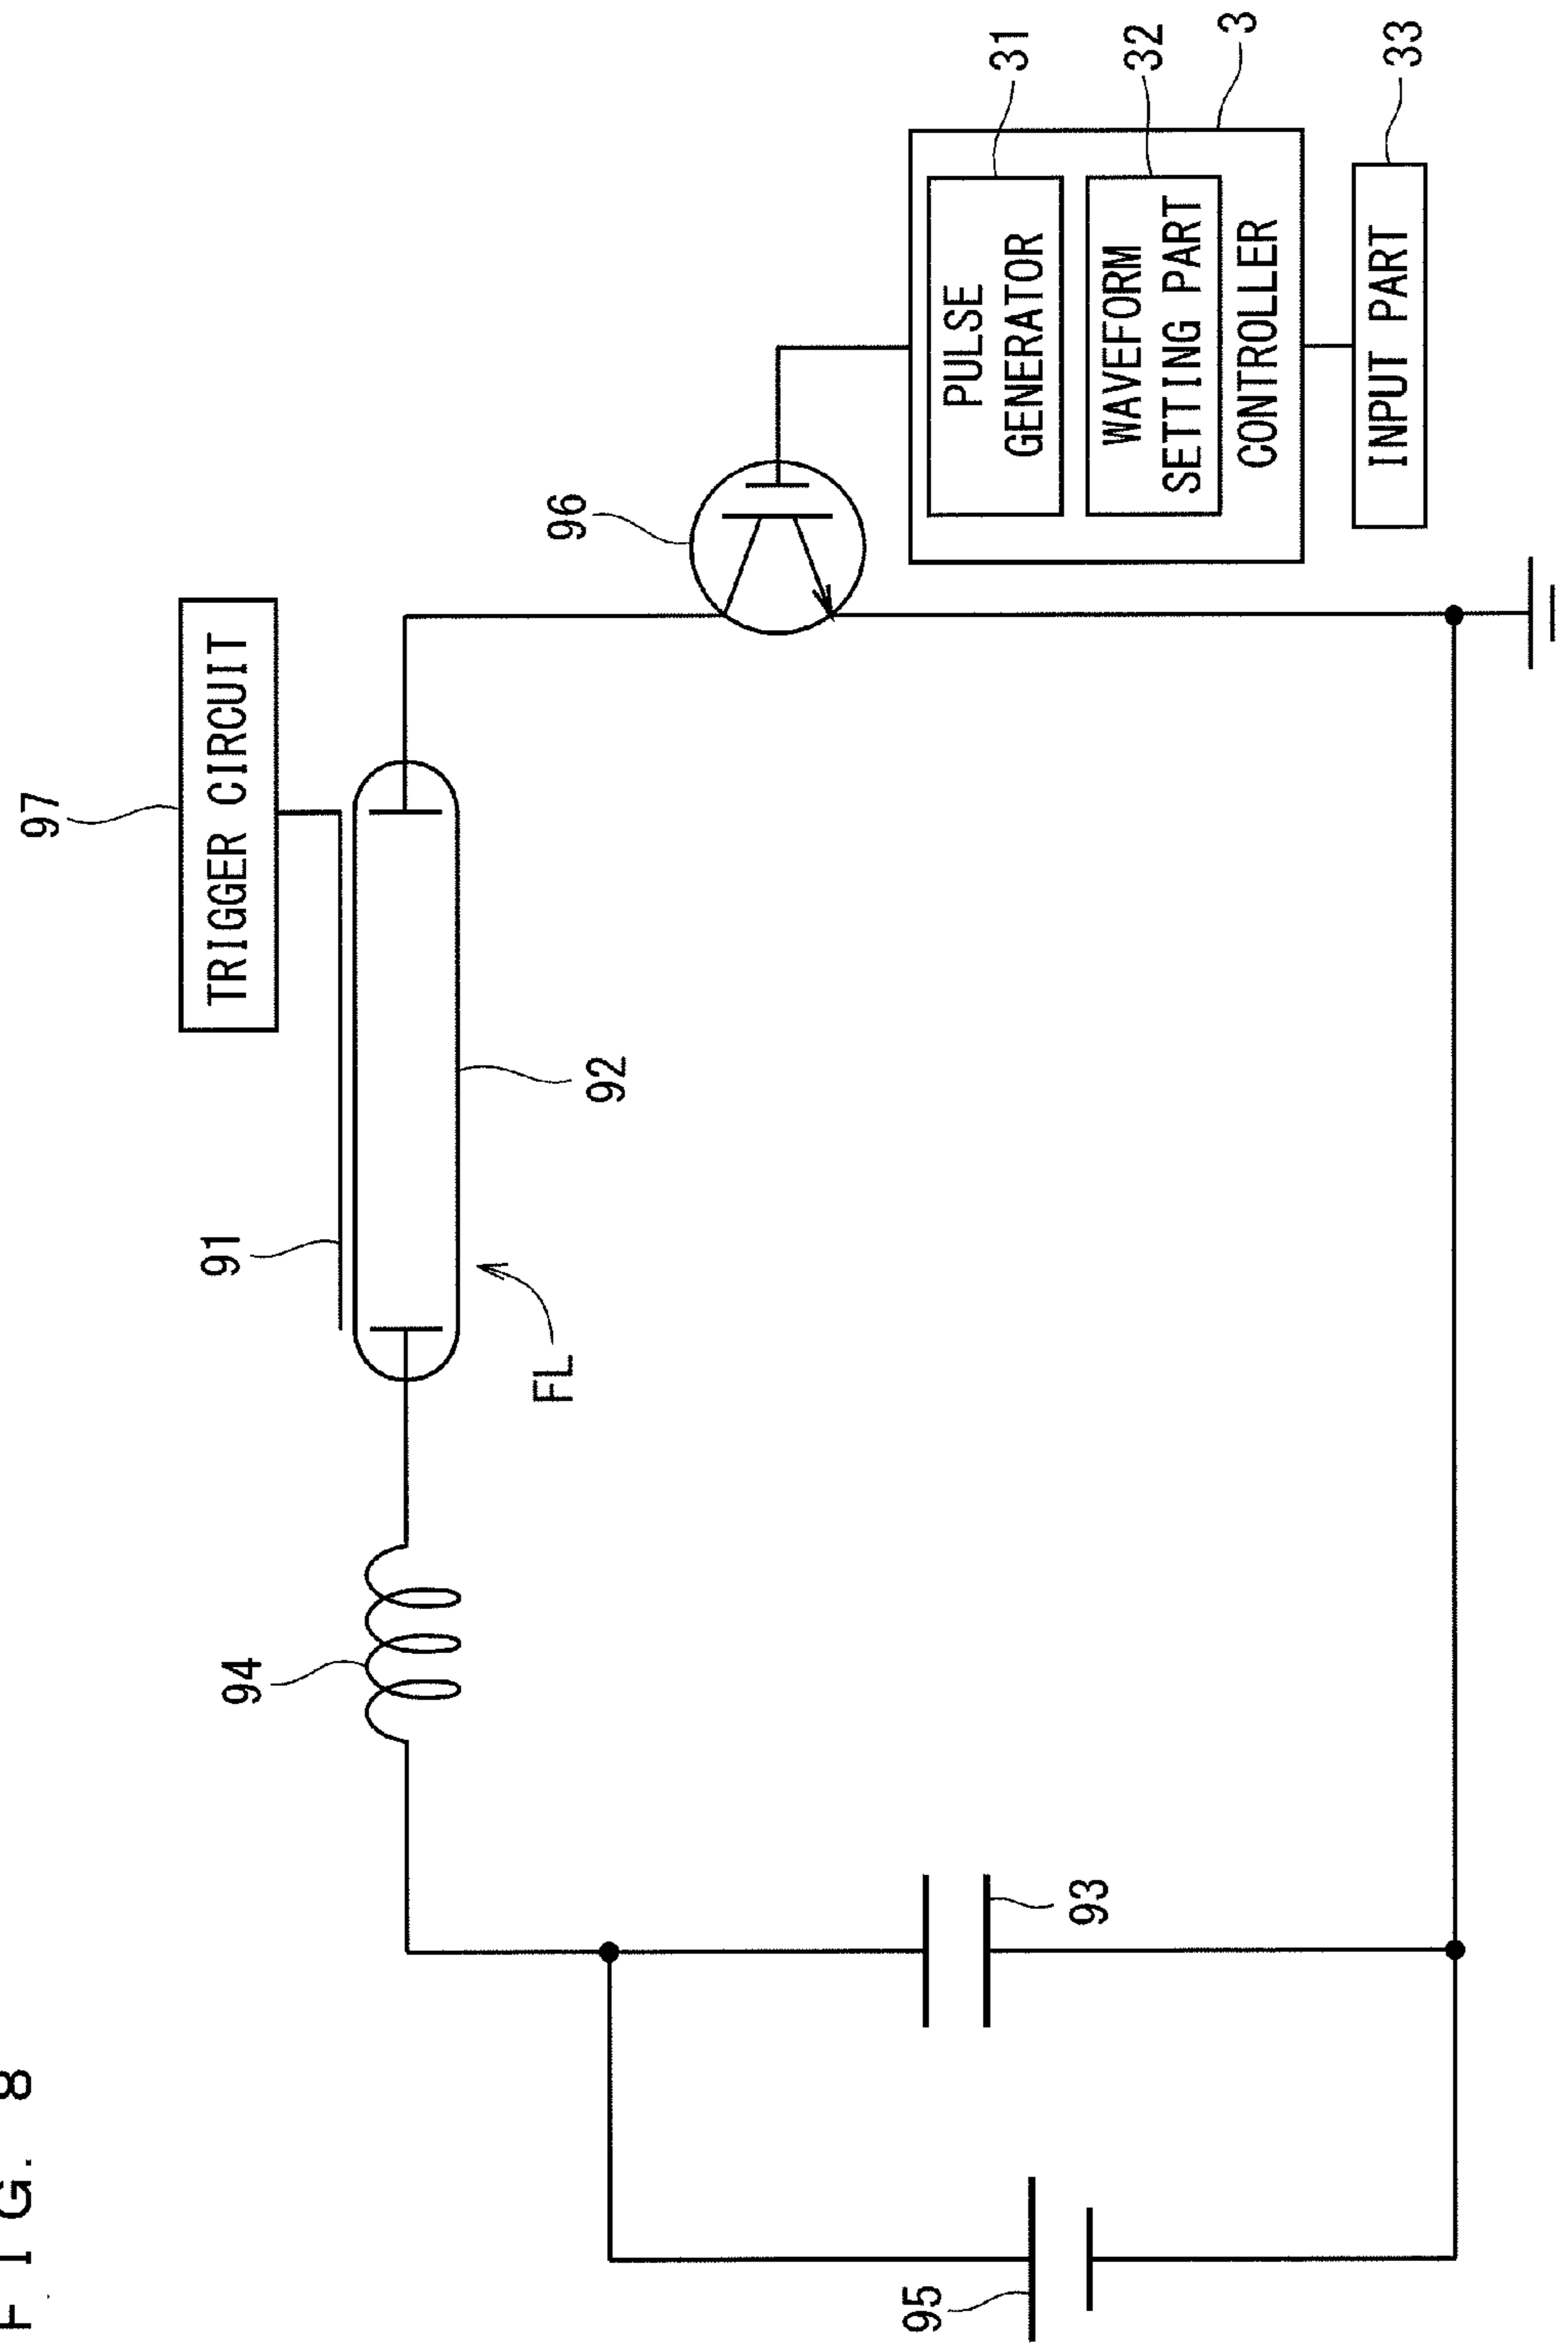 FIG. 8
97
TRIGGER CIRCUIT
91
94
92
FL
96
31
PULSE
GENERATOR
32
WAVEFORM
SETTING PART
CONTROLLER
3
INPUT PART
33
93
95